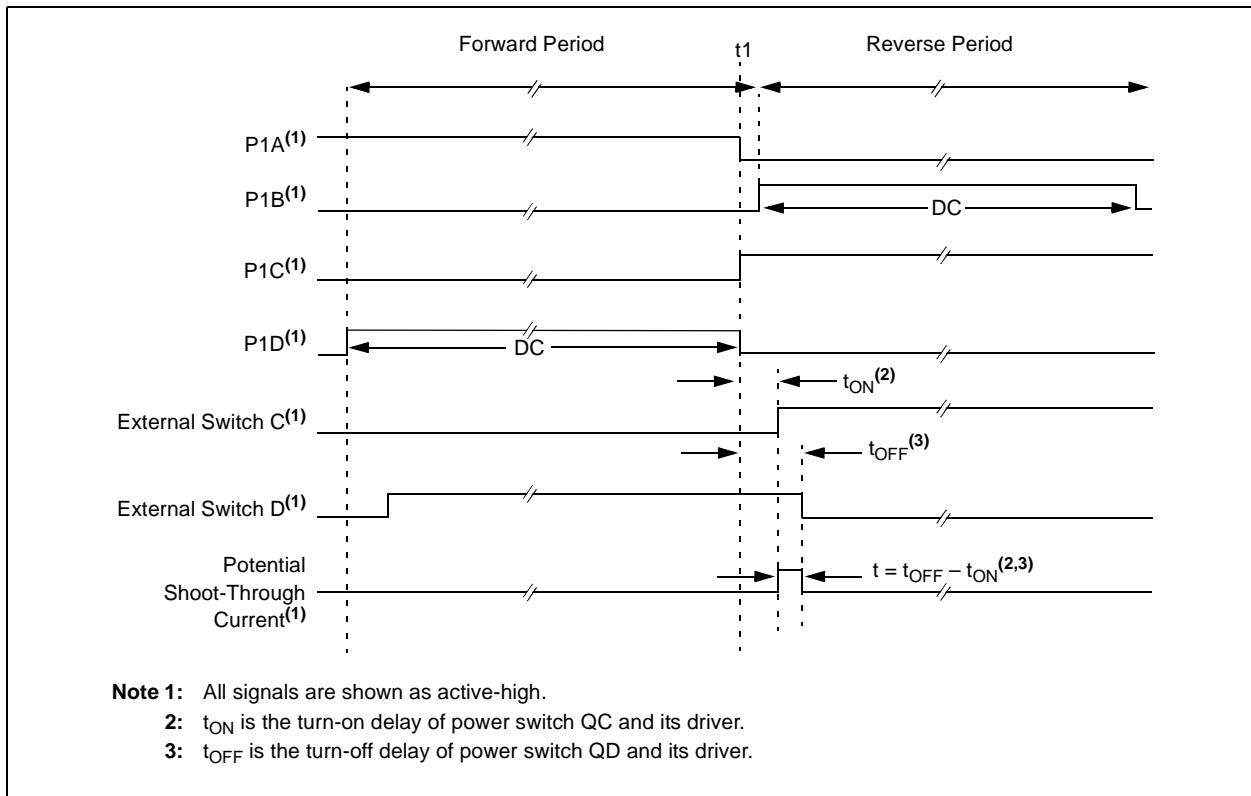 Forward Period
t1
Reverse Period
P1A(1)
P1B(1)
DC
P1C(1)
P1D(1)
DC
tON(2)
External Switch C(1)
tOFF(3)
External Switch D(1)
Potential
Shoot-Through
Current(1)
t = tOFF – tON(2,3)
Note 1: All signals are shown as active-high.
2: tON is the turn-on delay of power switch QC and its driver.
3: tOFF is the turn-off delay of power switch QD and its driver.